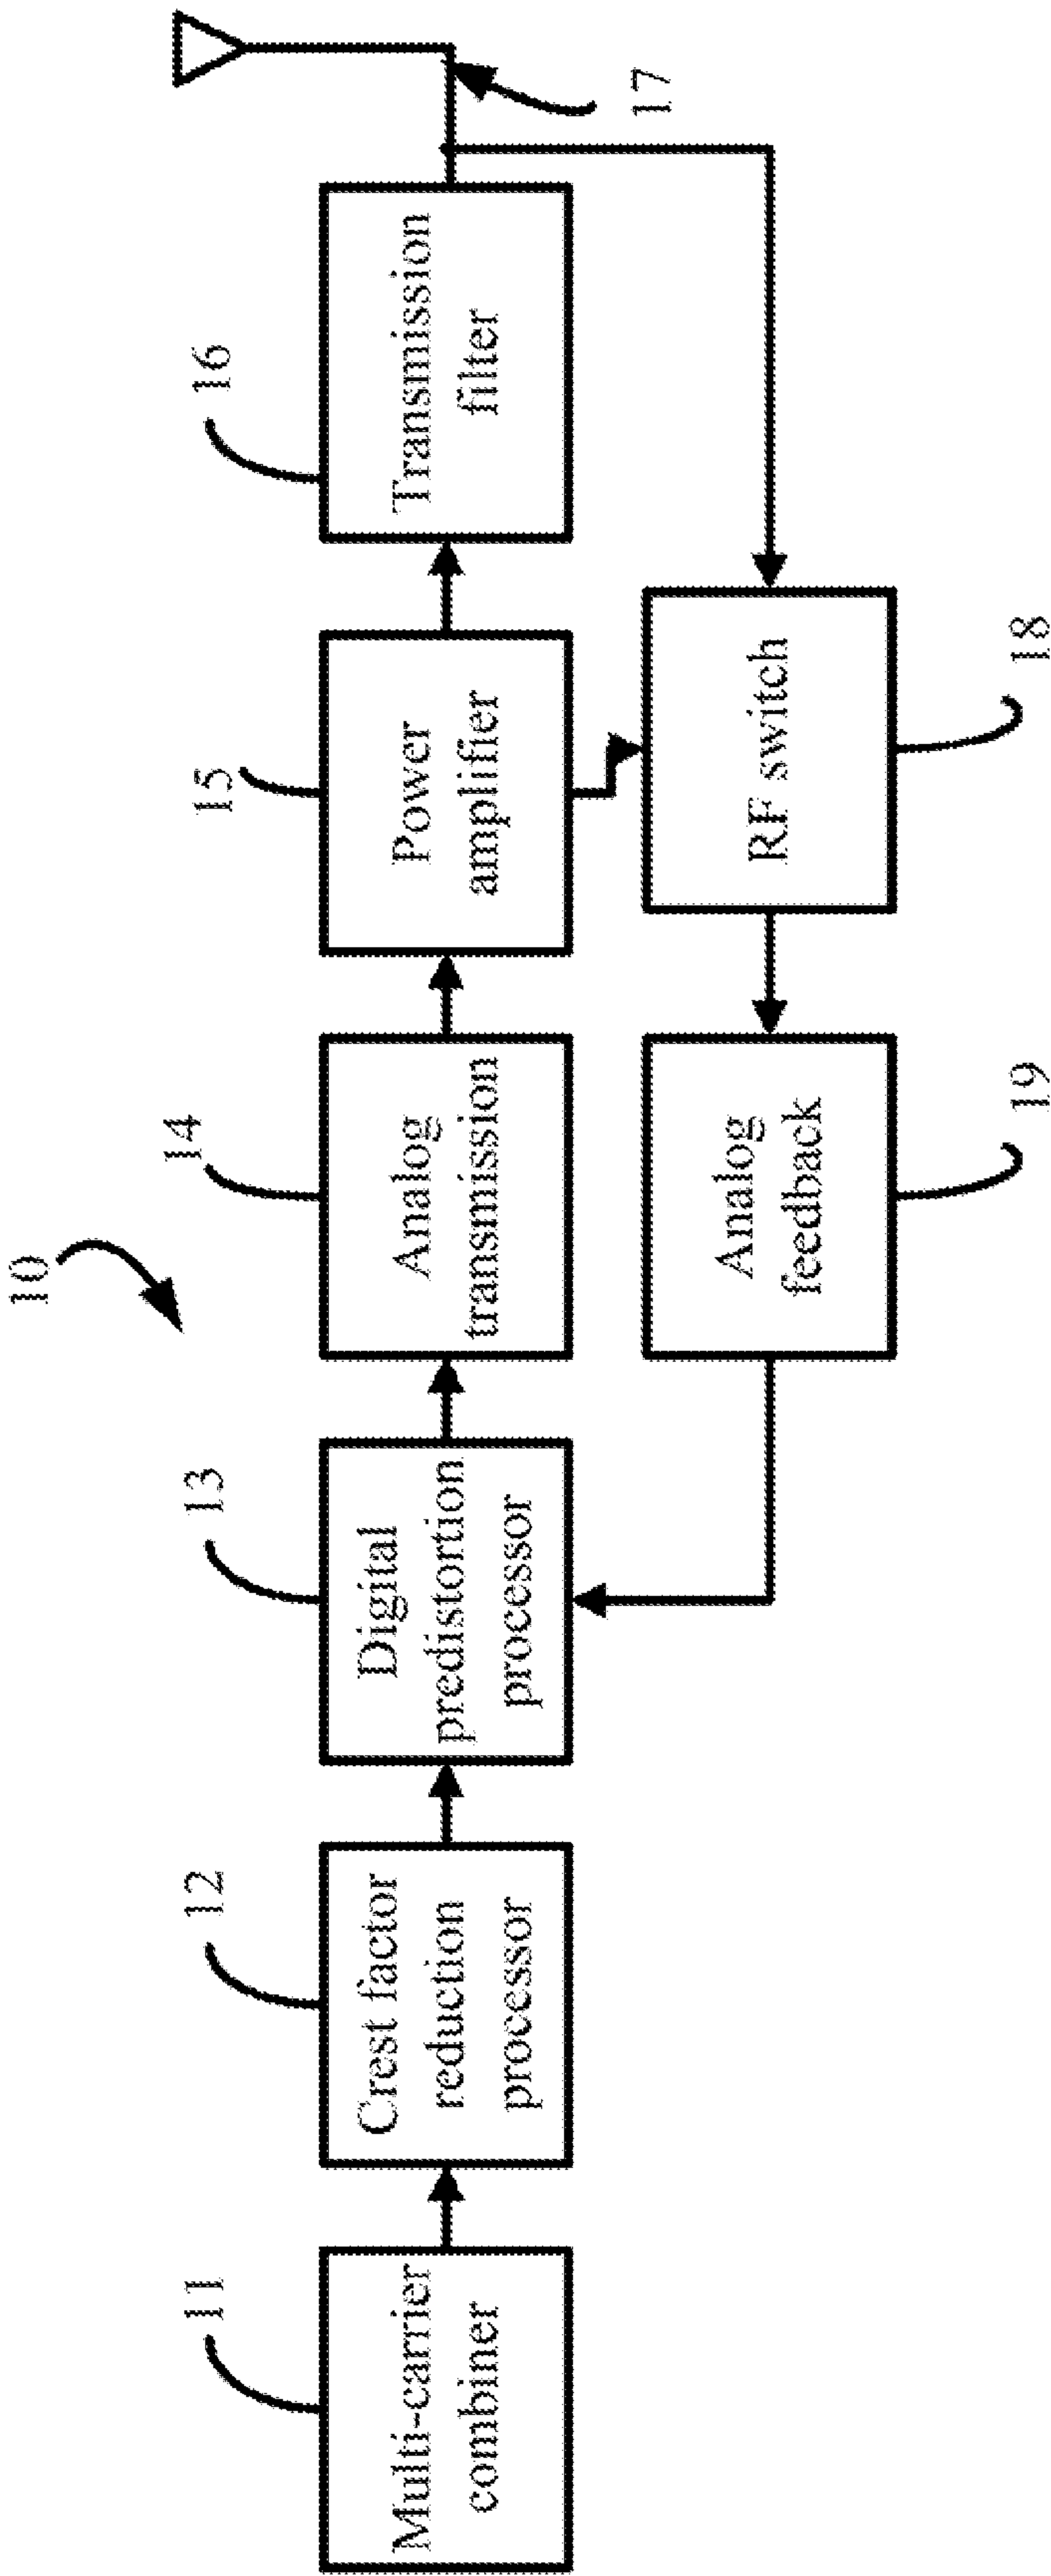 10
11
Multi-carrier
combiner
12
Crest factor
reduction
processor
13
Digital
predistortion
processor
14
Analog
transmission
15
Power
amplifier
16
Transmission
filter
17
RF switch
18
Analog
feedback
19